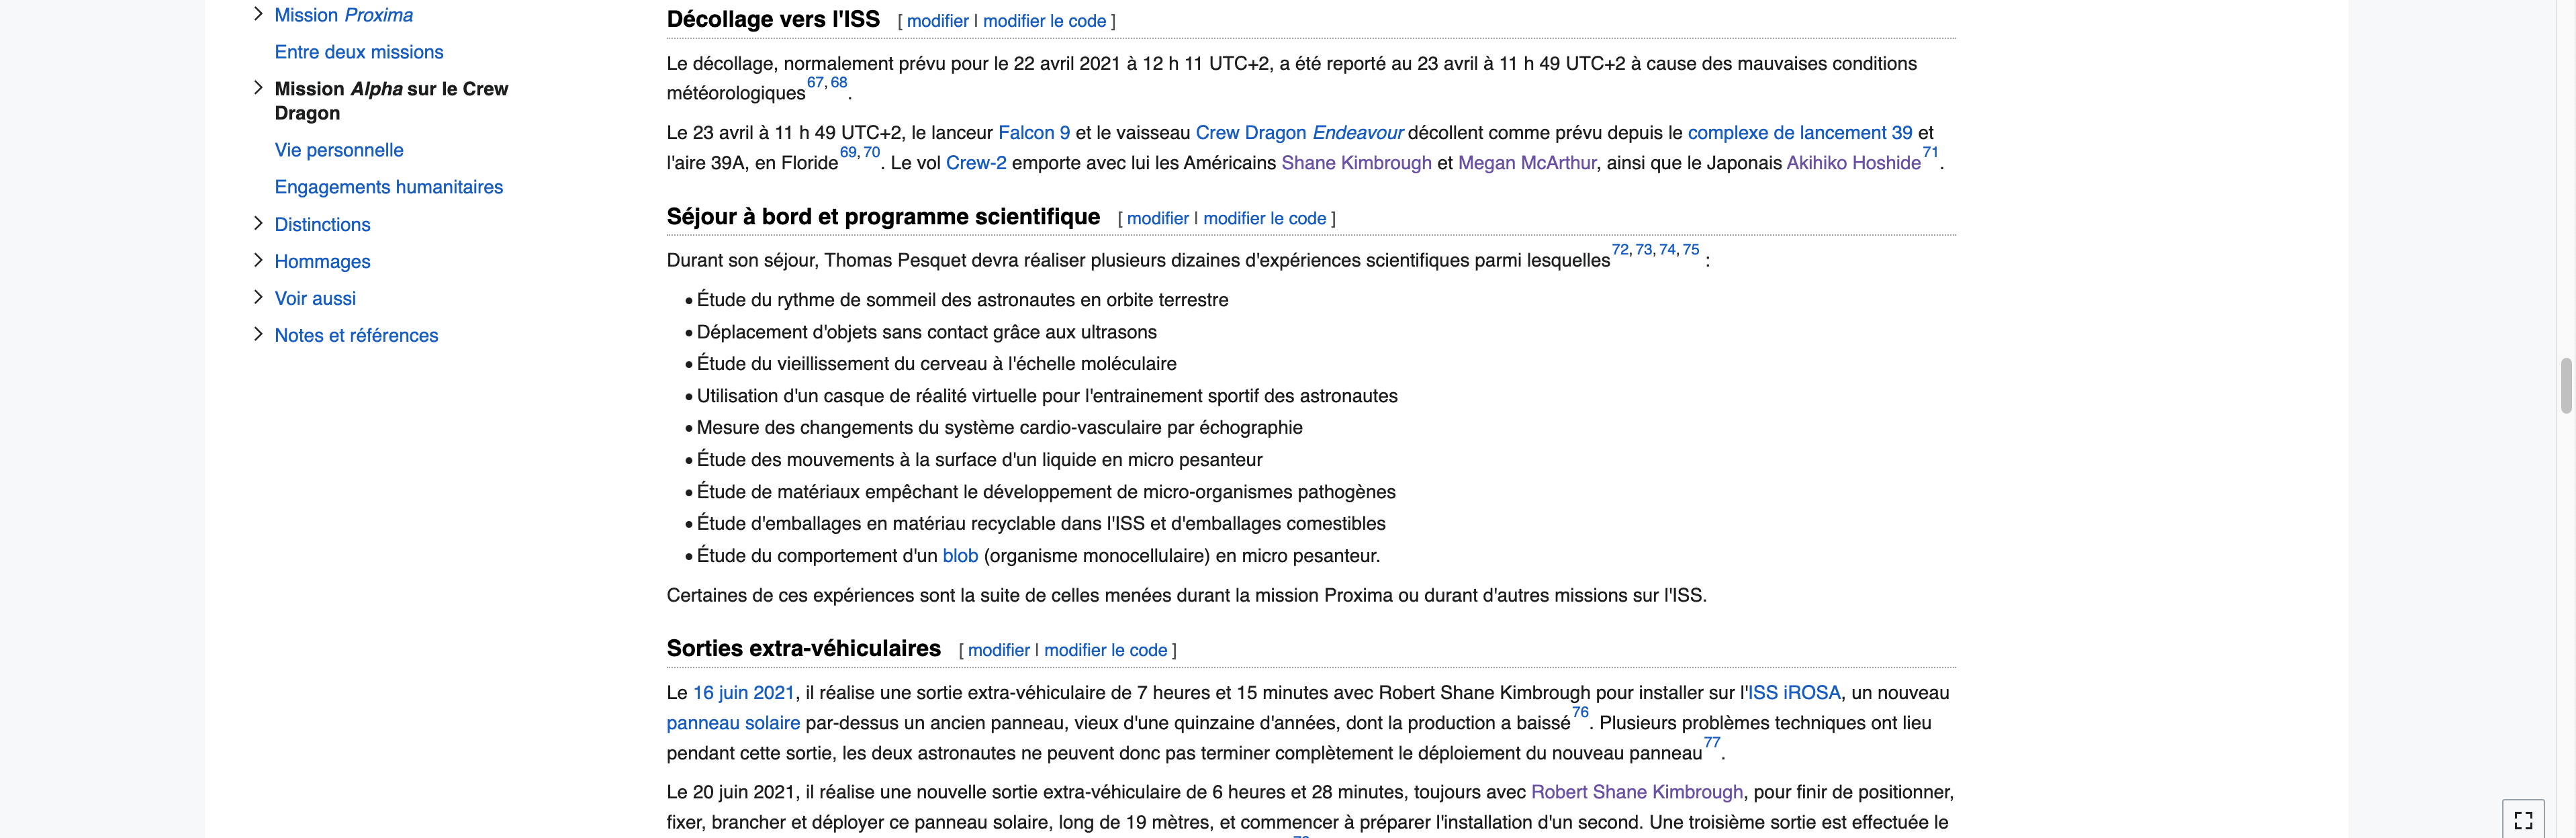 Mission Proxima
Entre deux missions
Mission Alpha sur le Crew
Dragon
Vie personnelle
Engagements humanitaires
Distinctions
Hommages
Voir aussi
Notes et références
Décollage vers l'ISS [ modifier | modifier le code ]
Le décollage, normalement prévu pour le 22 avril 2021 à 12 h 11 UTC+2, a été reporté au 23 avril à 11 h 49 UTC+2 à cause des mauvaises conditions
météorologiques67, 68.
Le 23 avril à 11 h 49 UTC+2, le lanceur Falcon 9 et le vaisseau Crew Dragon Endeavour décollent comme prévu depuis le complexe de lancement 39 et
l'aire 39A, en Floride69, 70. Le vol Crew-2 emporte avec lui les Américains Shane Kimbrough et Megan McArthur, ainsi que le Japonais Akihiko Hoshide71.
Séjour à bord et programme scientifique [ modifier | modifier le code ]
Durant son séjour, Thomas Pesquet devra réaliser plusieurs dizaines d'expériences scientifiques parmi lesquelles72, 73, 74, 75 :
• Étude du rythme de sommeil des astronautes en orbite terrestre
• Déplacement d'objets sans contact grâce aux ultrasons
• Étude du vieillissement du cerveau à l'échelle moléculaire
• Utilisation d'un casque de réalité virtuelle pour l'entrainement sportif des astronautes
• Mesure des changements du système cardio-vasculaire par échographie
• Étude des mouvements à la surface d'un liquide en micro pesanteur
• Étude de matériaux empêchant le développement de micro-organismes pathogènes
• Étude d'emballages en matériau recyclable dans l'ISS et d'emballages comestibles
• Étude du comportement d'un blob (organisme monocellulaire) en micro pesanteur.
Certaines de ces expériences sont la suite de celles menées durant la mission Proxima ou durant d'autres missions sur l'ISS.
Sorties extra-véhiculaires [ modifier | modifier le code ]
Le 16 juin 2021, il réalise une sortie extra-véhiculaire de 7 heures et 15 minutes avec Robert Shane Kimbrough pour installer sur l'ISS iROSA, un nouveau
panneau solaire par-dessus un ancien panneau, vieux d'une quinzaine d'années, dont la production a baissé76. Plusieurs problèmes techniques ont lieu
pendant cette sortie, les deux astronautes ne peuvent donc pas terminer complètement le déploiement du nouveau panneau77.
Le 20 juin 2021, il réalise une nouvelle sortie extra-véhiculaire de 6 heures et 28 minutes, toujours avec Robert Shane Kimbrough, pour finir de positionner,
fixer, brancher et déployer ce panneau solaire, long de 19 mètres, et commencer à préparer l'installation d'un second. Une troisième sortie est effectuée le